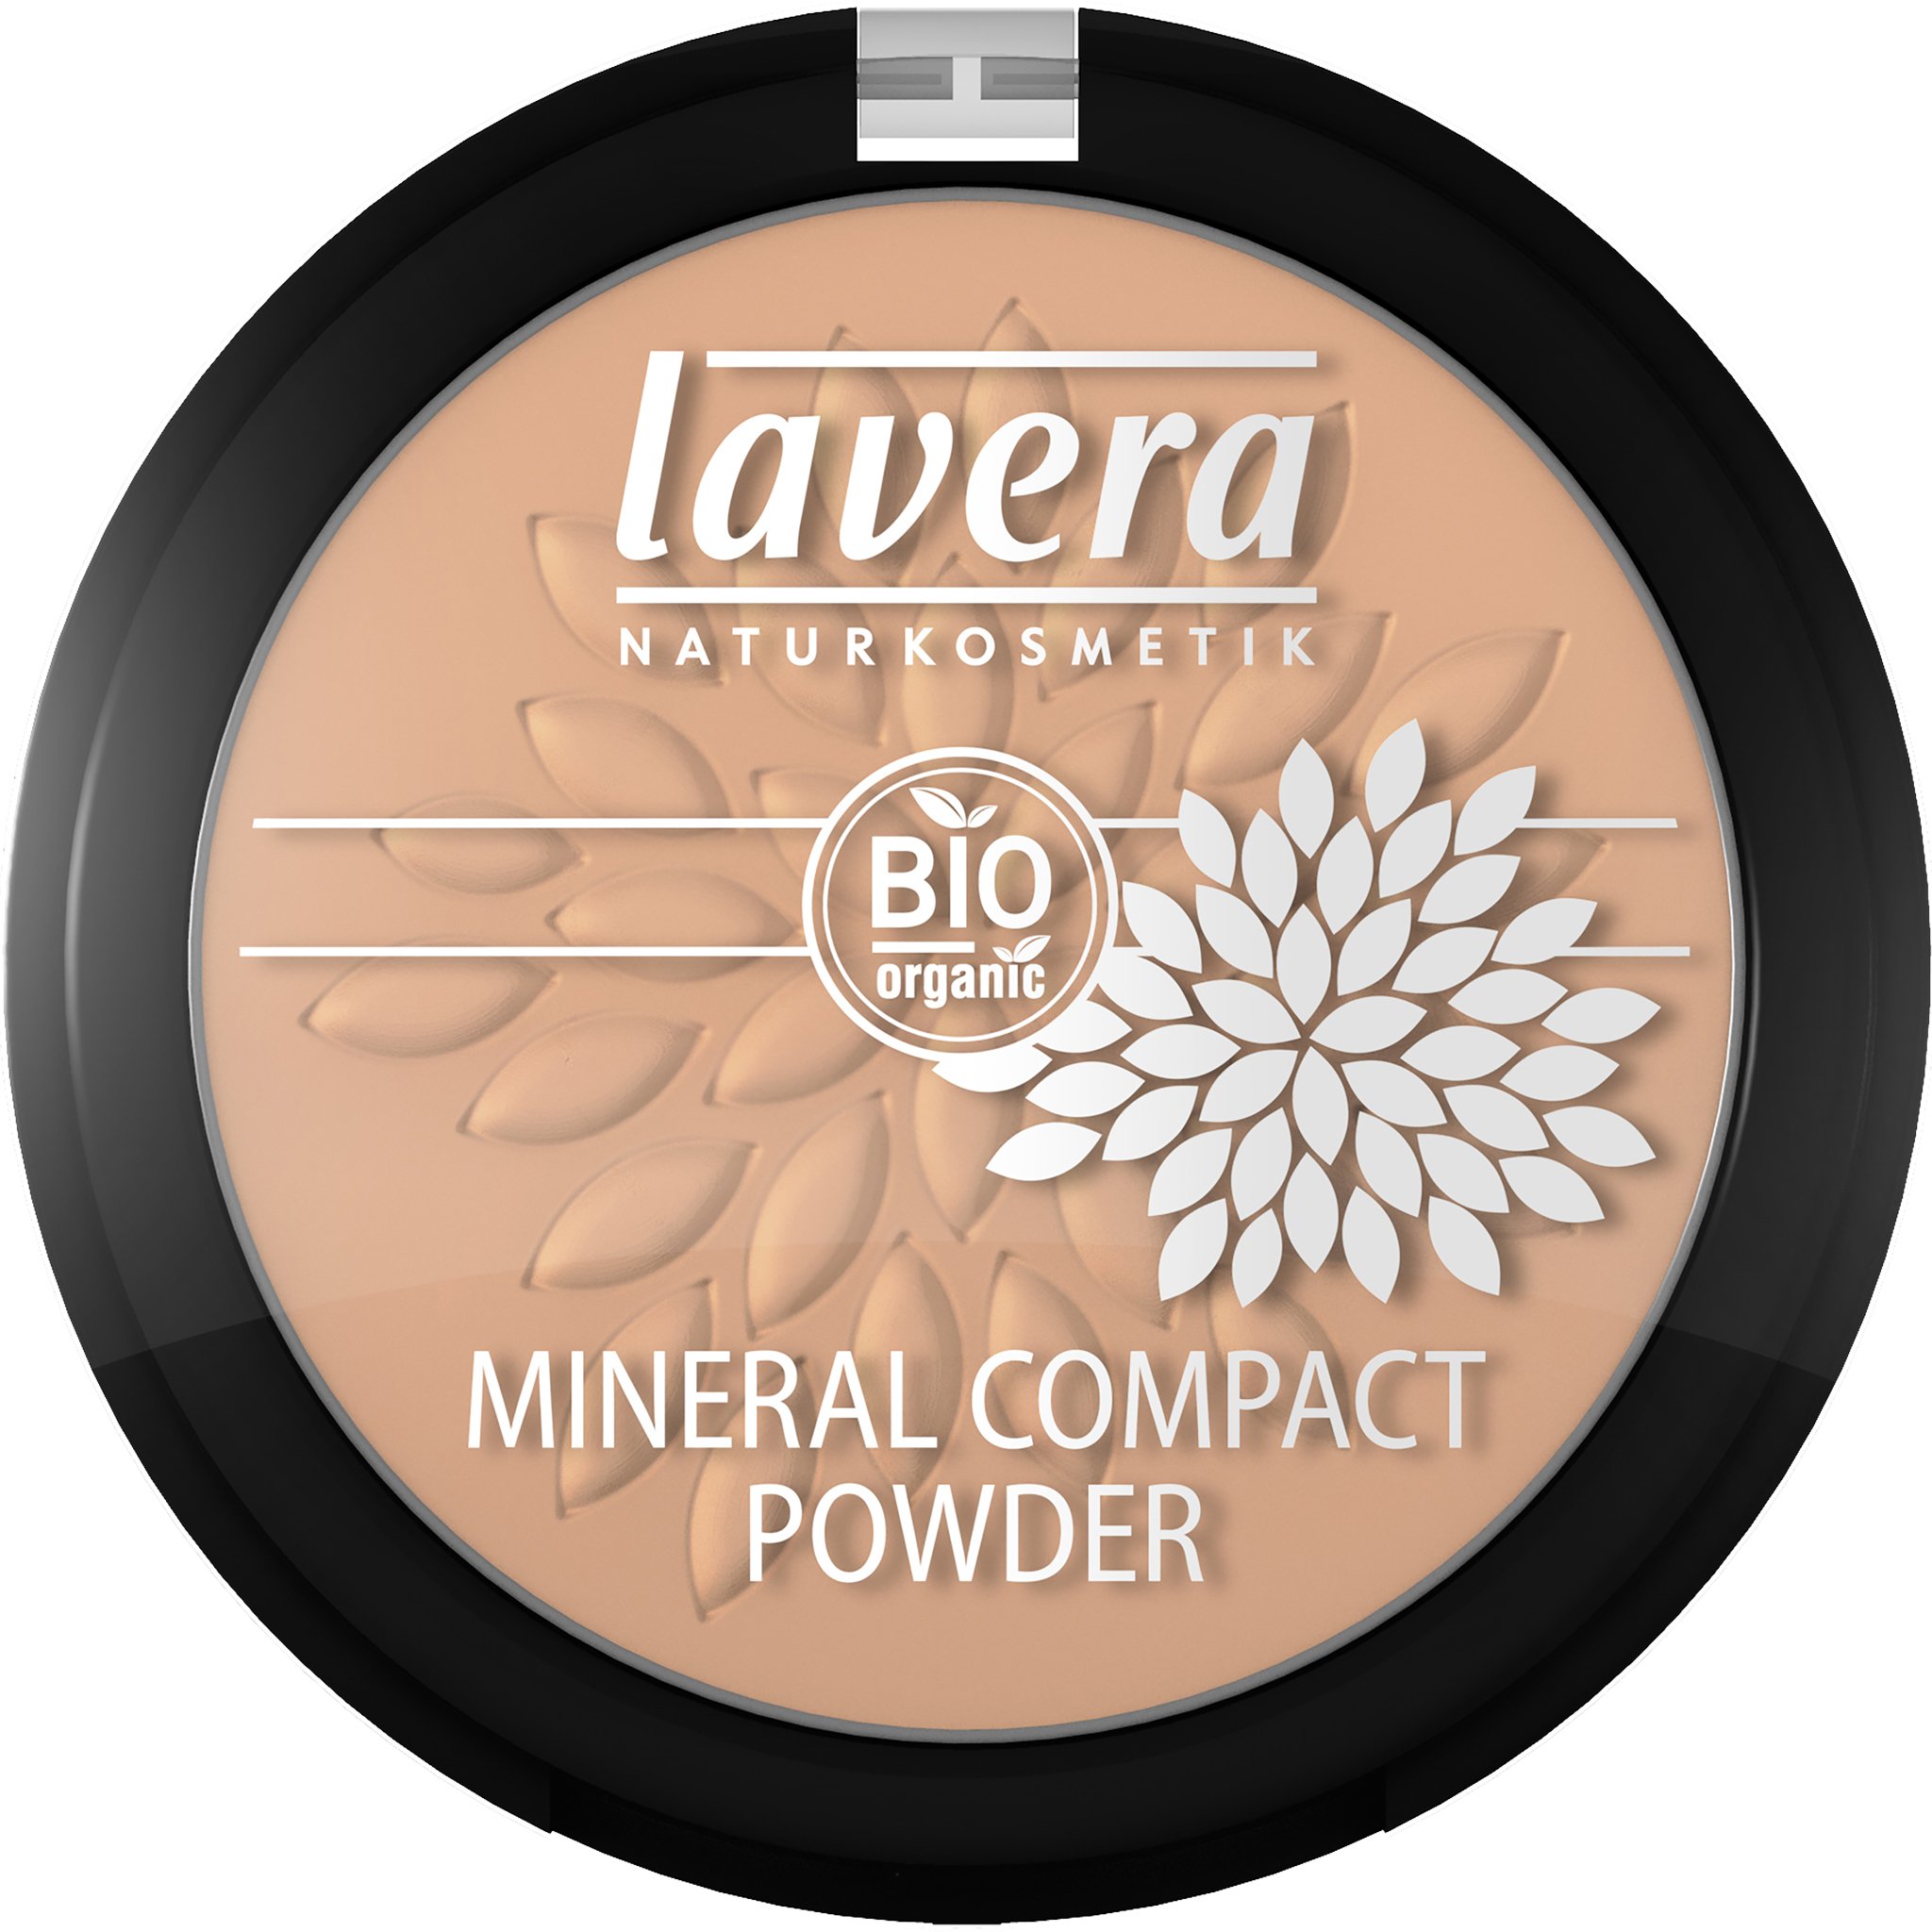 lavera
NATURKOSMETIK
BIO
organic
MINERAL COMPACT
POWDER